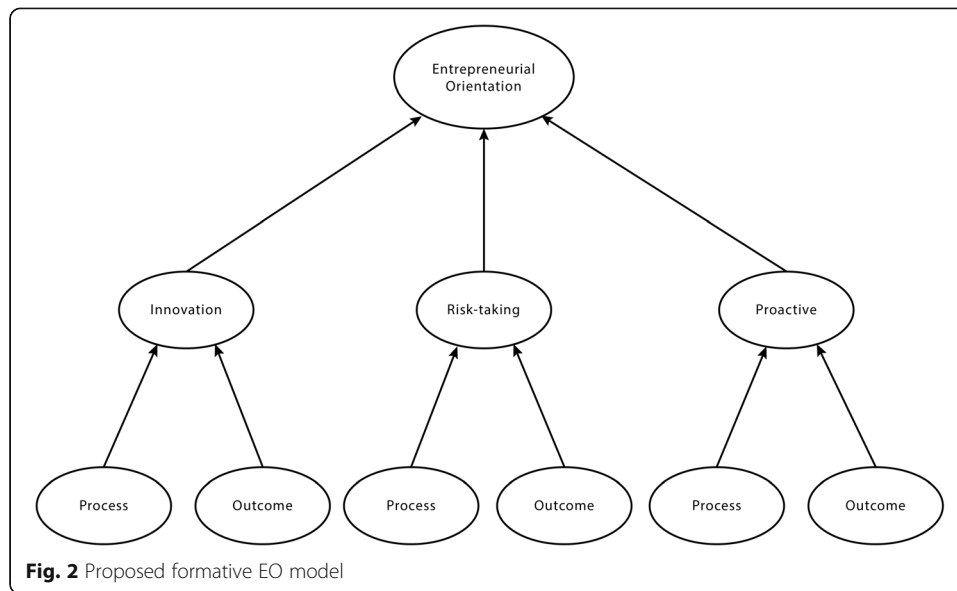 Entrepreneurial
Orientation
Innovation
Risk-taking
Proactive
Process
Outcome
Process
Outcome
Process
Outcome
Fig. 2 Proposed formative EO model